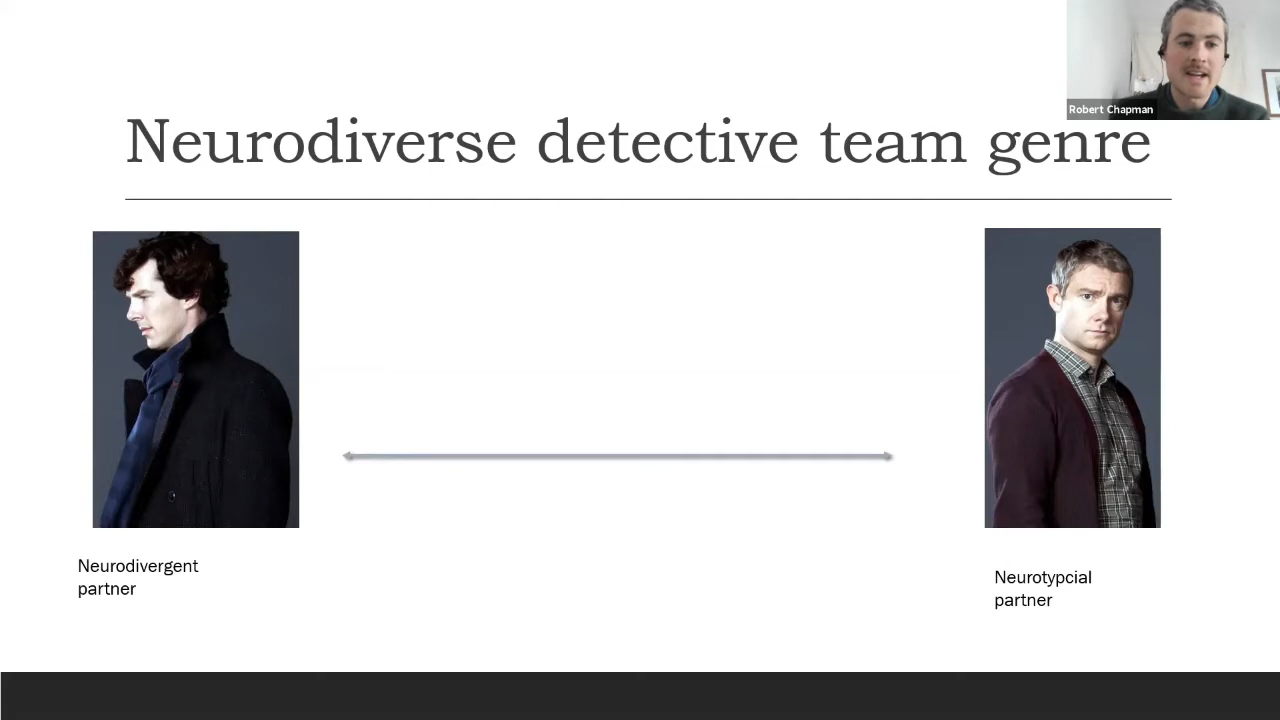 Robert Chapman
Neurodiverse detective team genre
Neurodivergent
partner
Neurotypcial
partner